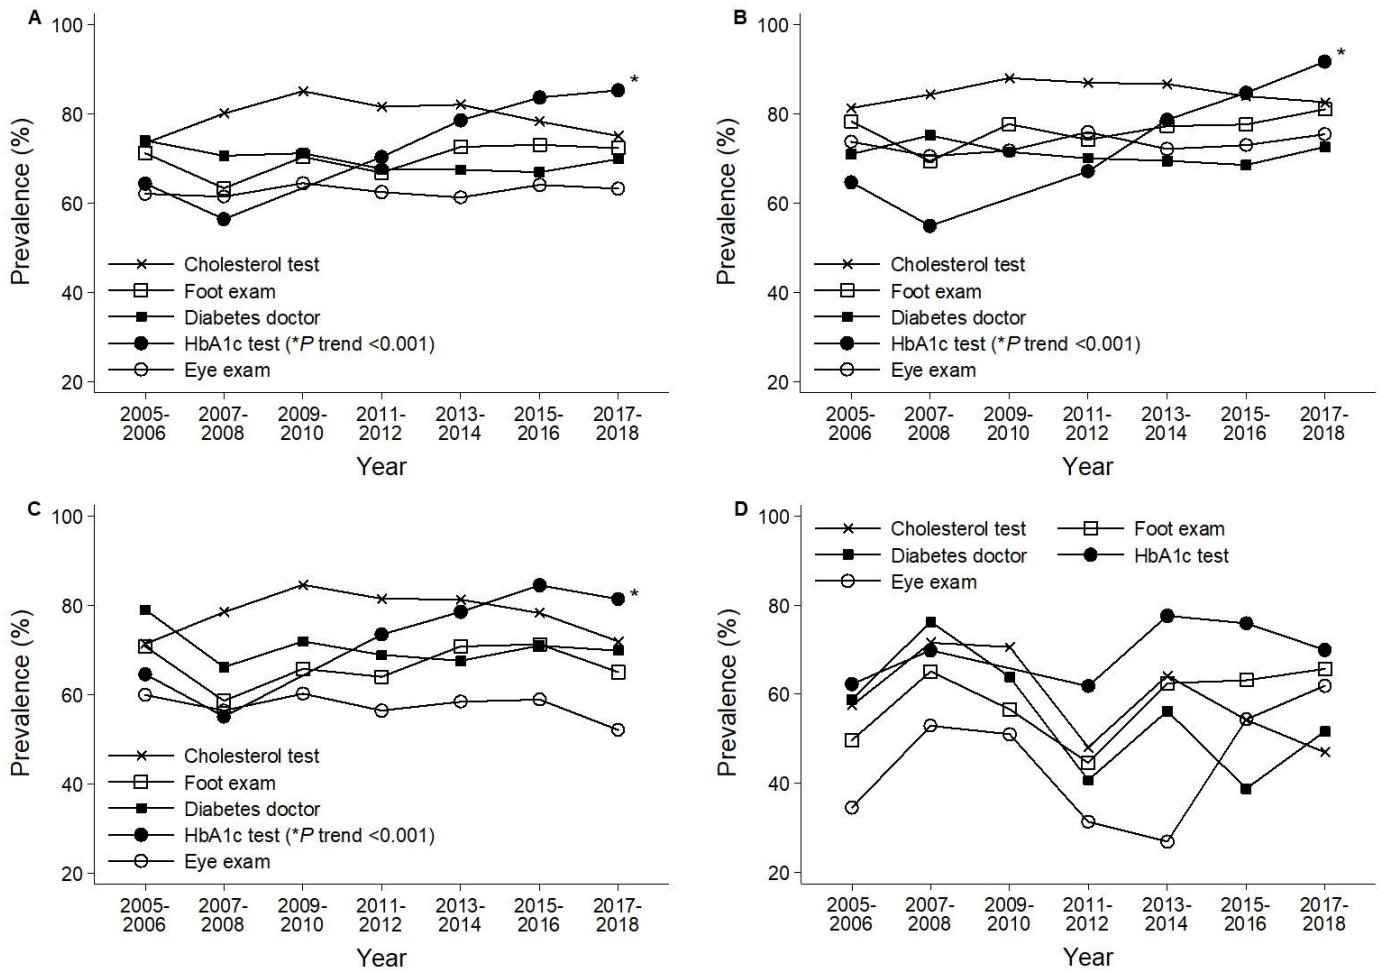 A
100
80
60
40
20
Prevalence (%)
Cholesterol test
Foot exam
Diabetes doctor
HbA1c test (*P trend <0.001)
Eye exam
*
2005-
2006
2007-
2008
2009-
2010
2011-
2012
2013-
2014
2015-
2016
2017-
2018
Year
B
100
80
60
40
20
Prevalence (%)
Cholesterol test
Foot exam
Diabetes doctor
HbA1c test (*P trend <0.001)
Eye exam
*
2005-
2006
2007-
2008
2009-
2010
2011-
2012
2013-
2014
2015-
2016
2017-
2018
Year
C
100
80
60
40
20
Prevalence (%)
Cholesterol test
Foot exam
Diabetes doctor
HbA1c test (*P trend <0.001)
Eye exam
*
2005-
2006
2007-
2008
2009-
2010
2011-
2012
2013-
2014
2015-
2016
2017-
2018
Year
D
100
80
60
40
20
Prevalence (%)
Cholesterol test
Foot exam
Diabetes doctor
HbA1c test
Eye exam
2005-
2006
2007-
2008
2009-
2010
2011-
2012
2013-
2014
2015-
2016
2017-
2018
Year